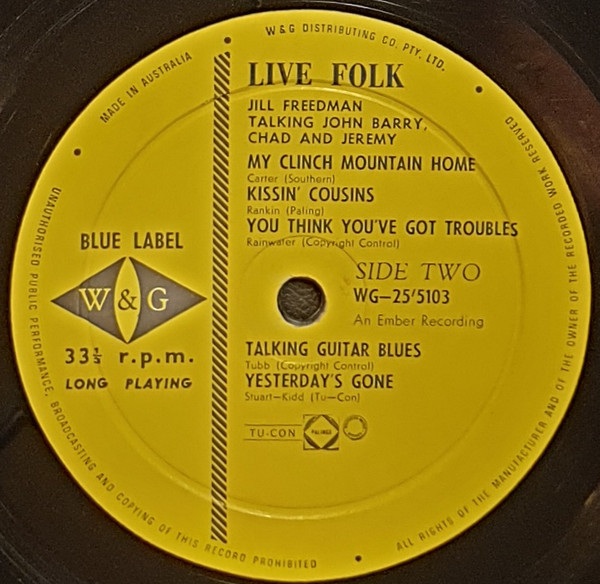 W&G DISTRIBUTING CO. PTY. LTD.
MADE IN AUSTRALIA
LIVE FOLK
JILL FREEDMAN
TALKING JOHN BARRY,
CHAD AND JEREMY
MY CLINCH MOUNTAIN HOME
Carter (Southern)
KISSIN' COUSINS
Rankin (Paling)
YOU THINK YOU'VE GOT TROUBLES
Rainwater (Copyright Control)
BLUE LABEL
W&G
33⅓ r.p.m.
LONG PLAYING
SIDE TWO
WG–25/5103
An Ember Recording
TALKING GUITAR BLUES
Tubb (Copyright Control)
YESTERDAY'S GONE
Stuart–Kidd (Tu–Con)
TU-CON
PALINGS
UNAUTHORISED PUBLIC PERFORMANCE, BROADCASTING AND COPYING OF THIS RECORD PROHIBITED
ALL RIGHTS OF THE MANUFACTURER AND OF THE OWNER OF THE RECORDED WORK RESERVED